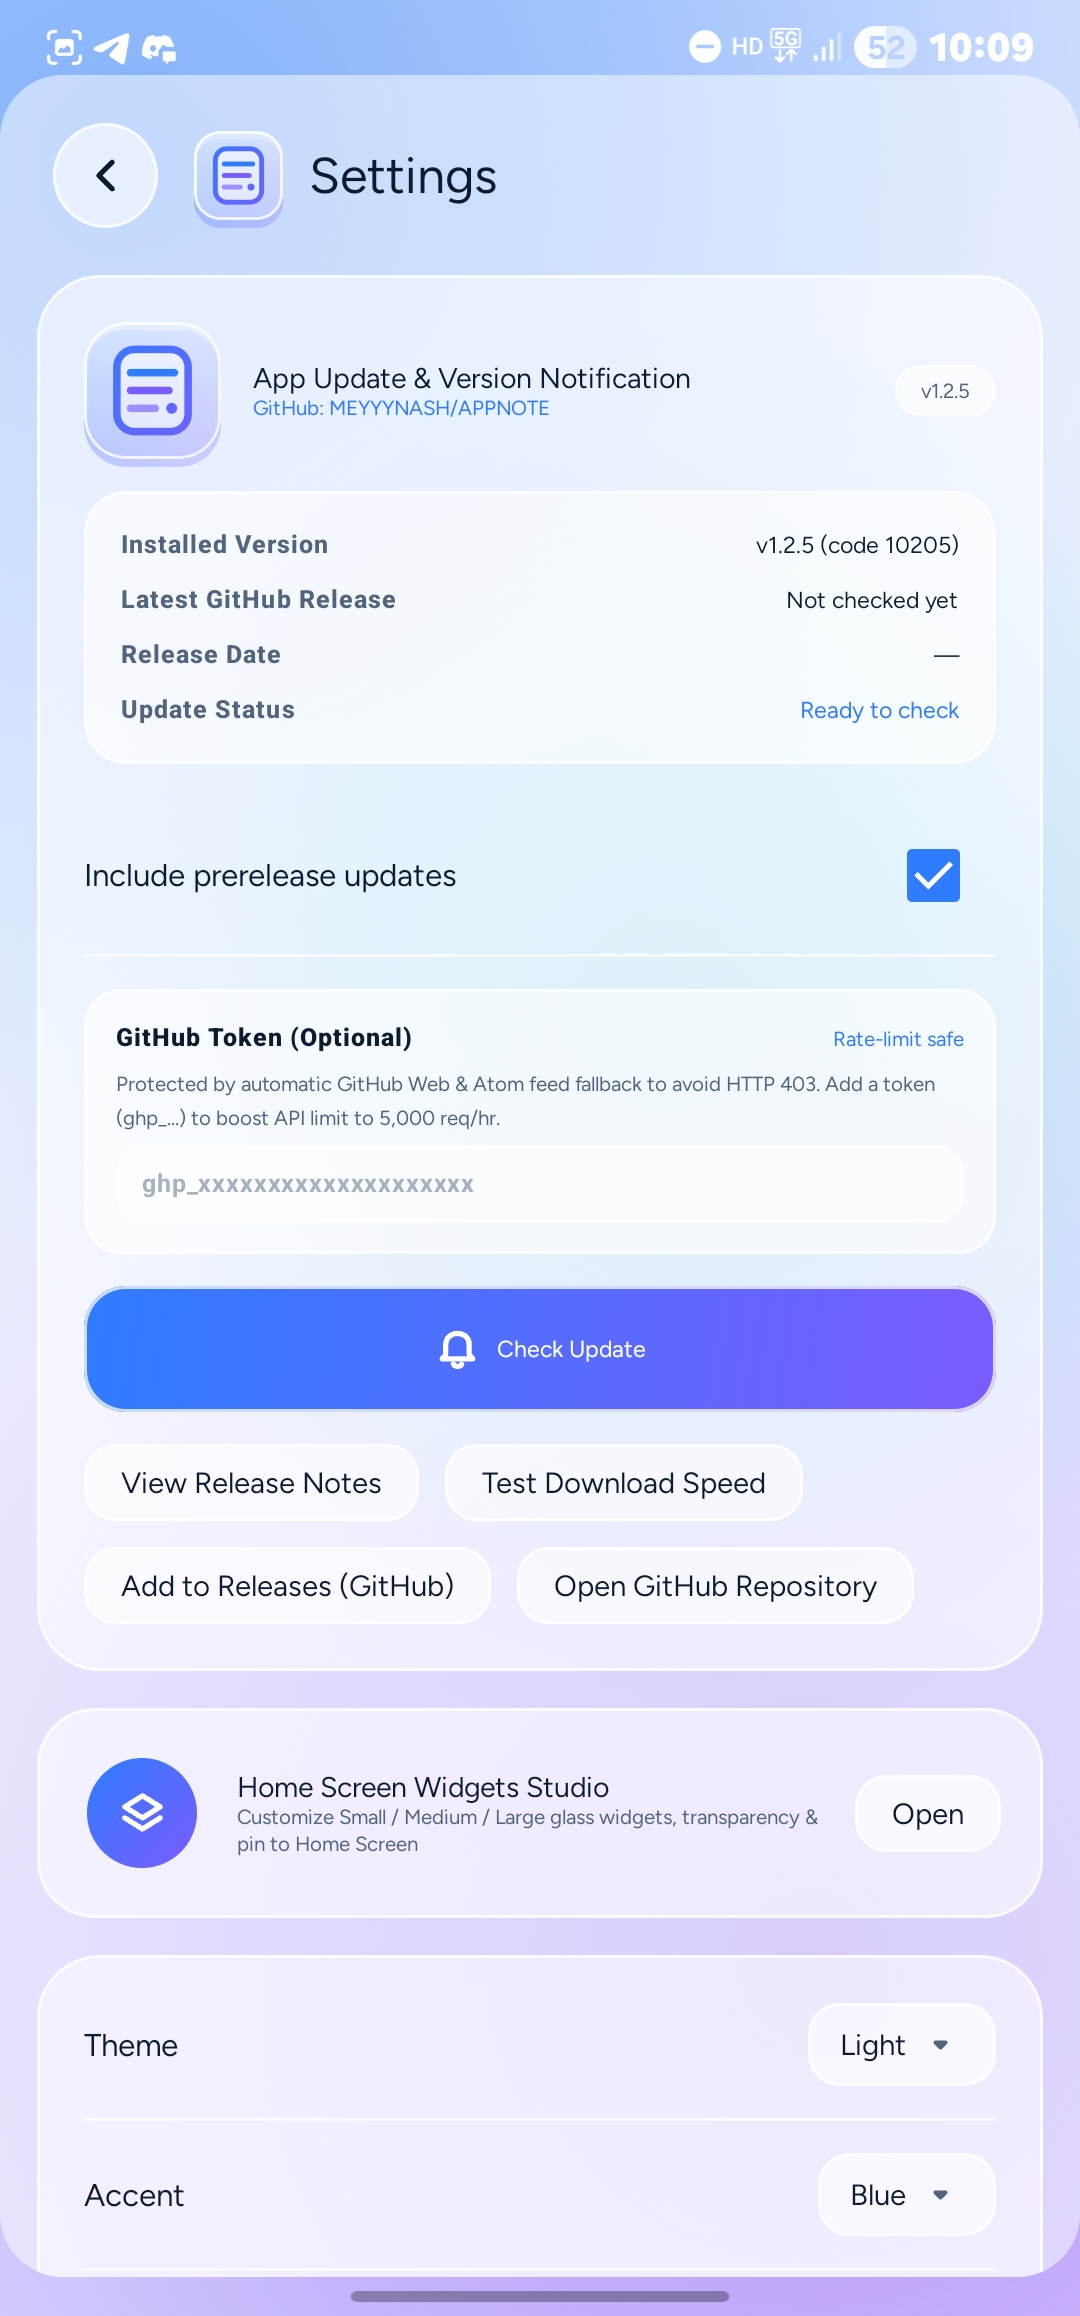 HD 5G 52 10:09
Settings
App Update & Version Notification
GitHub: MEYYYNASH/APPNOTE
v1.2.5
Installed Version v1.2.5 (code 10205)
Latest GitHub Release Not checked yet
Release Date —
Update Status Ready to check
Include prerelease updates
GitHub Token (Optional) Rate-limit safe
Protected by automatic GitHub Web & Atom feed fallback to avoid HTTP 403. Add a token
(ghp_...) to boost API limit to 5,000 req/hr.
ghp_xxxxxxxxxxxxxxxxxxxx
Check Update
View Release Notes Test Download Speed
Add to Releases (GitHub) Open GitHub Repository
Home Screen Widgets Studio
Customize Small / Medium / Large glass widgets, transparency &
pin to Home Screen
Open
Theme Light
Accent Blue